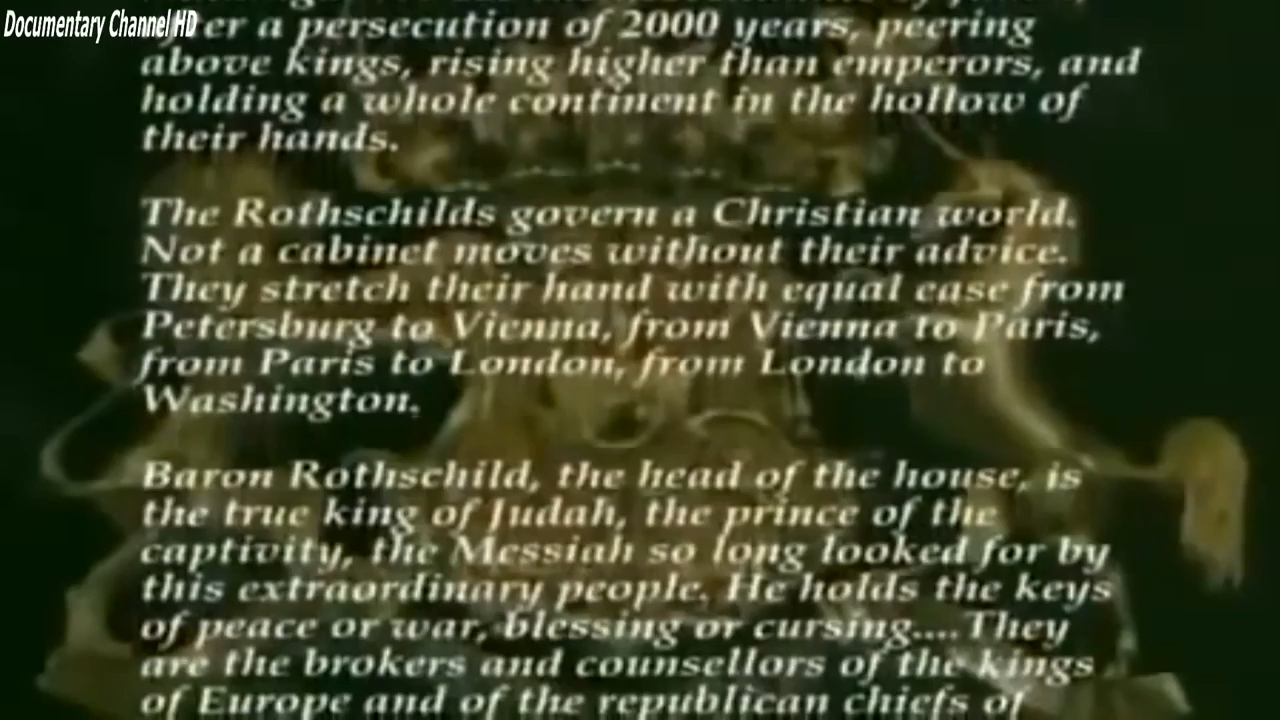 Documentary Channel HD
er a persecution of 2000 years, peering
above kings, rising higher than emperors, and
holding a whole continent in the hollow of
their hands.
The Rothschilds govern a Christian world.
Not a cabinet moves without their advice.
They stretch their hand with equal ease from
Petersburg to Vienna, from Vienna to Paris,
from Paris to London, from London to
Washington.
Baron Rothschild, the head of the house, is
the true king of Judah, the prince of the
captivity, the Messiah so long looked for by
this extraordinary people. He holds the keys
of peace or war, blessing or cursing....They
are the brokers and counsellors of the kings
of Europe and of the republican chiefs of